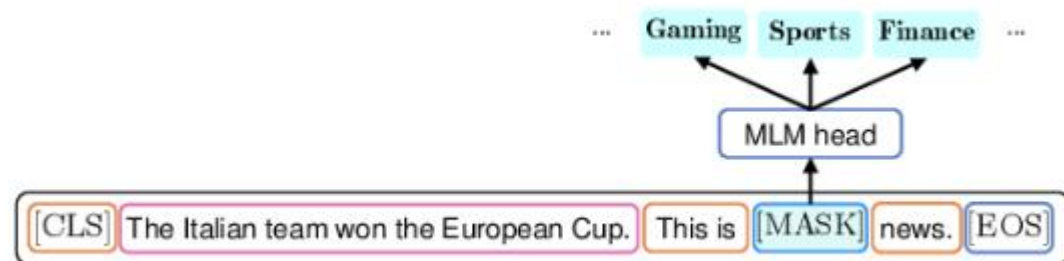 ... Gaming Sports Finance ...
MLM head
[CLS] The Italian team won the European Cup. This is [MASK] news. [EOS]